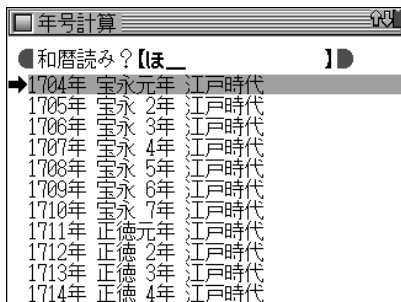 年号計算
和暦読み?【ほ__ 】
➡1704年 宝永元年 江戸時代
1705年 宝永 2年 江戸時代
1706年 宝永 3年 江戸時代
1707年 宝永 4年 江戸時代
1708年 宝永 5年 江戸時代
1709年 宝永 6年 江戸時代
1710年 宝永 7年 江戸時代
1711年 正徳元年 江戸時代
1712年 正徳 2年 江戸時代
1713年 正徳 3年 江戸時代
1714年 正徳 4年 江戸時代